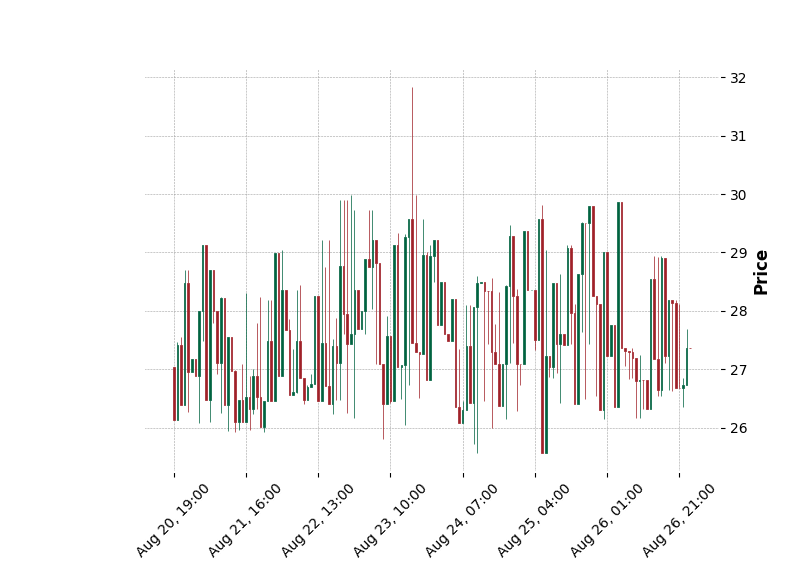 32
31
30
29
28
27
26
Price
Aug 20, 19:00
Aug 21, 16:00
Aug 22, 13:00
Aug 23, 10:00
Aug 24, 07:00
Aug 25, 04:00
Aug 26, 01:00
Aug 26, 21:00